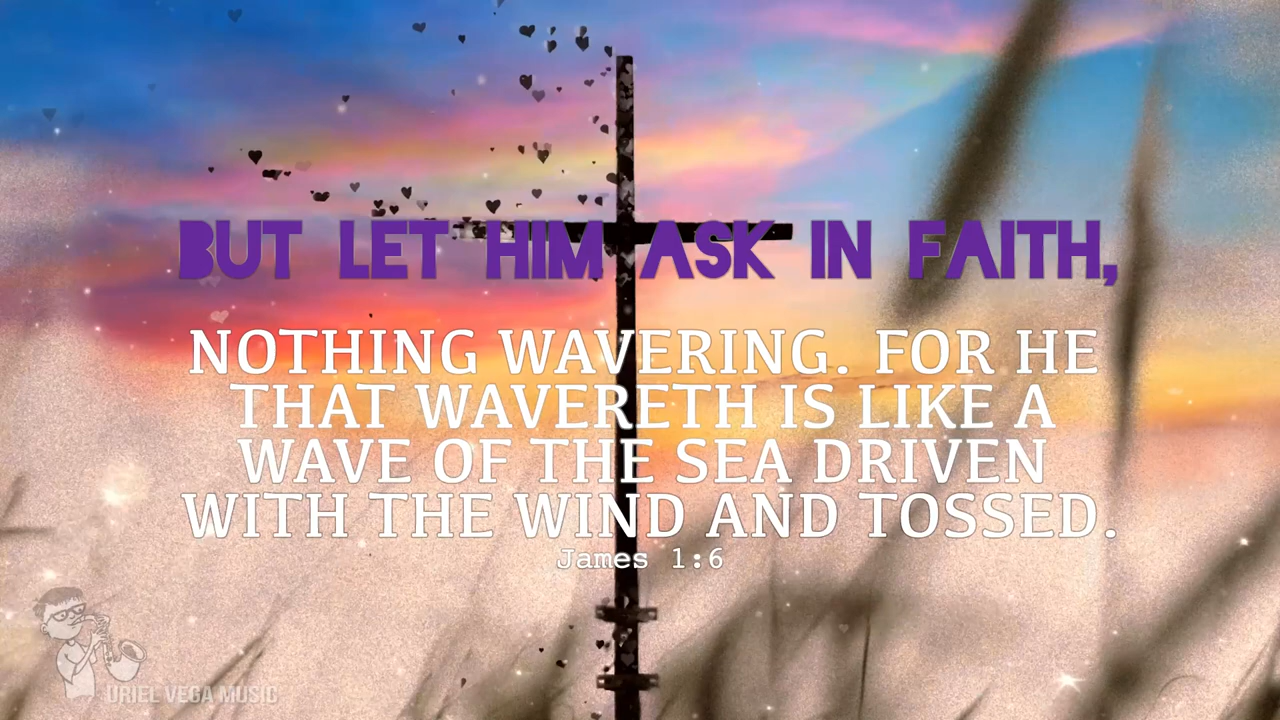 BUT LET HIM ASK IN FAITH,
NOTHING WAVERING. FOR HE
THAT WAVERETH IS LIKE A
WAVE OF THE SEA DRIVEN
WITH THE WIND AND TOSSED.
James 1:6
URIEL VEGA MUSIC